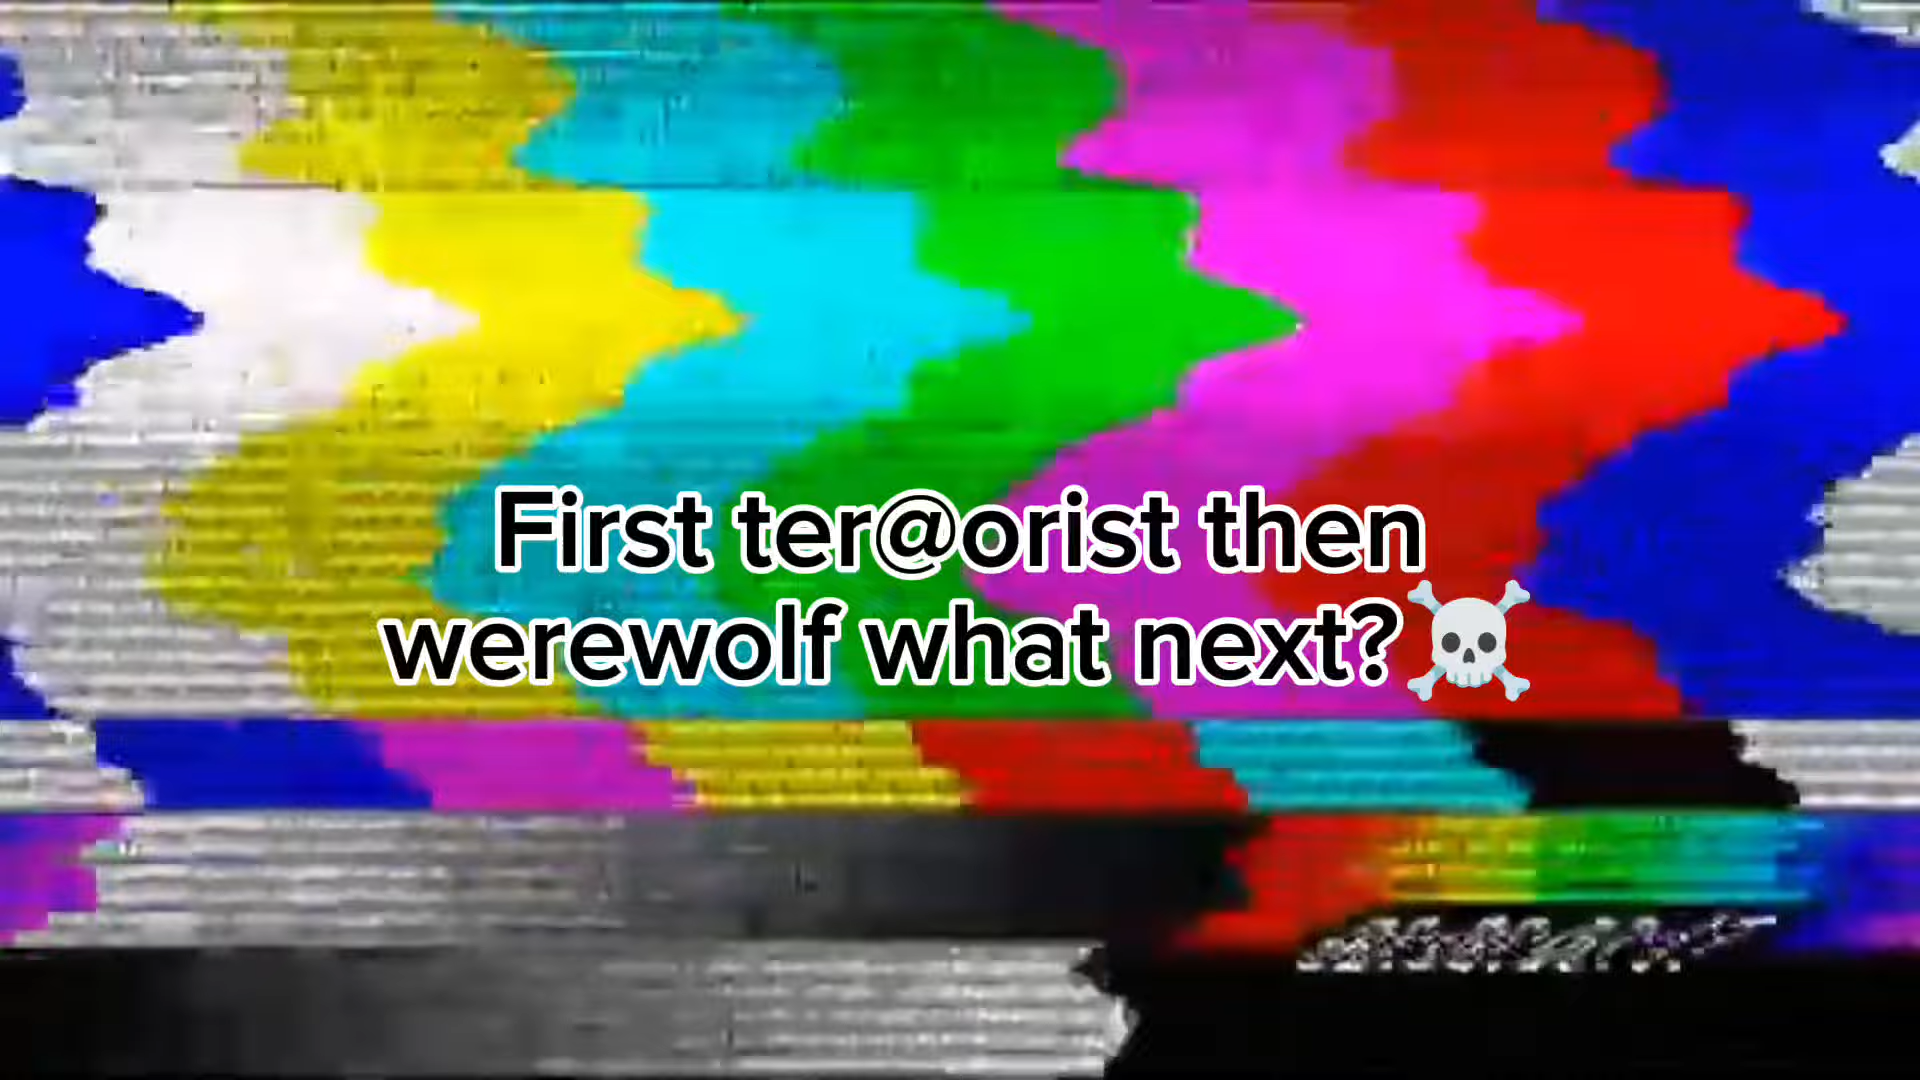 First ter@orist then
werewolf what next?☠️